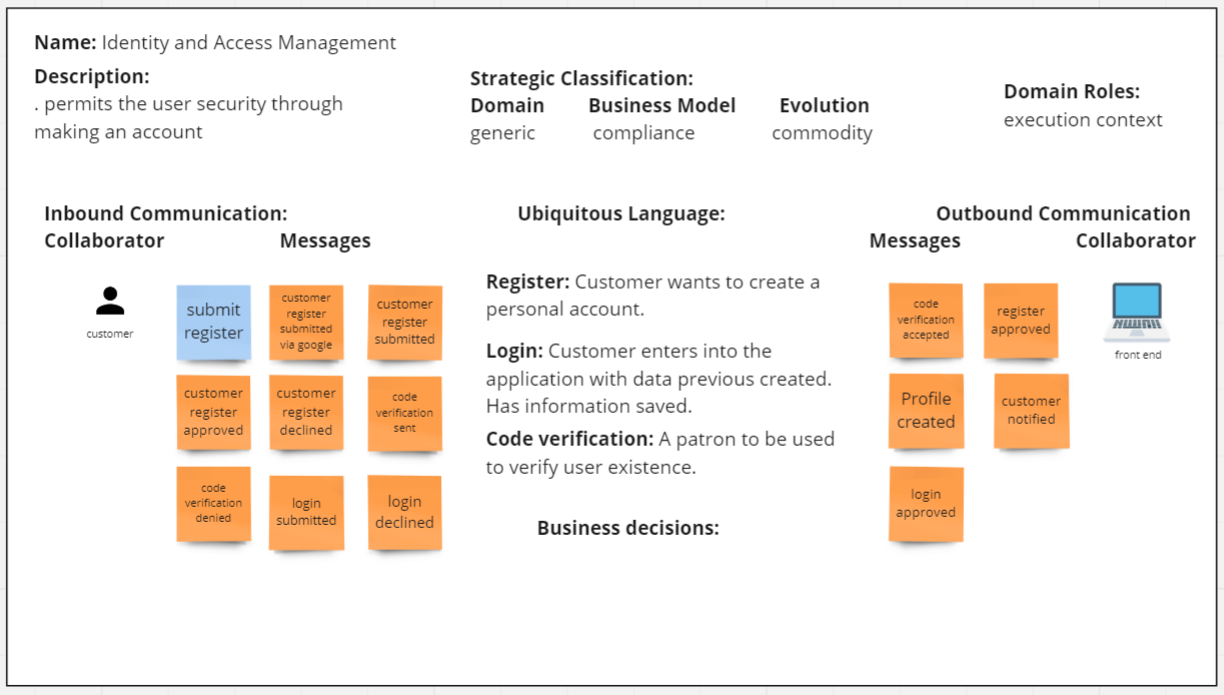 Name: Identity and Access Management
Description:
. permits the user security through
making an account
Strategic Classification:
Domain Business Model Evolution
generic compliance commodity
Domain Roles:
execution context
Inbound Communication:
Collaborator Messages
customer
submit
register
customer
register
submitted
via google
customer
register
submitted
customer
register
approved
customer
register
declined
code
verification
sent
code
verification
denied
login
submitted
login
declined
Ubiquitous Language:
Register: Customer wants to create a
personal account.
Login: Customer enters into the
application with data previous created.
Has information saved.
Code verification: A patron to be used
to verify user existence.
Business decisions:
Outbound Communication
Messages Collaborator
code
verification
accepted
register
approved
front end
Profile
created
customer
notified
login
approved